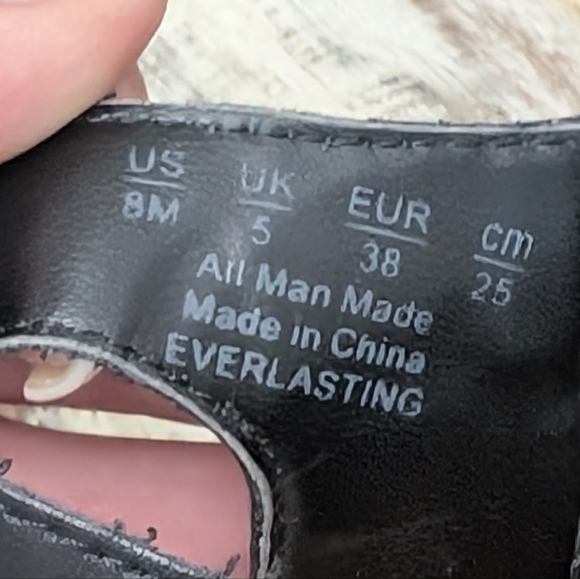 US UK EUR cm
8M 5 38 25
All Man Made
Made in China
EVERLASTING